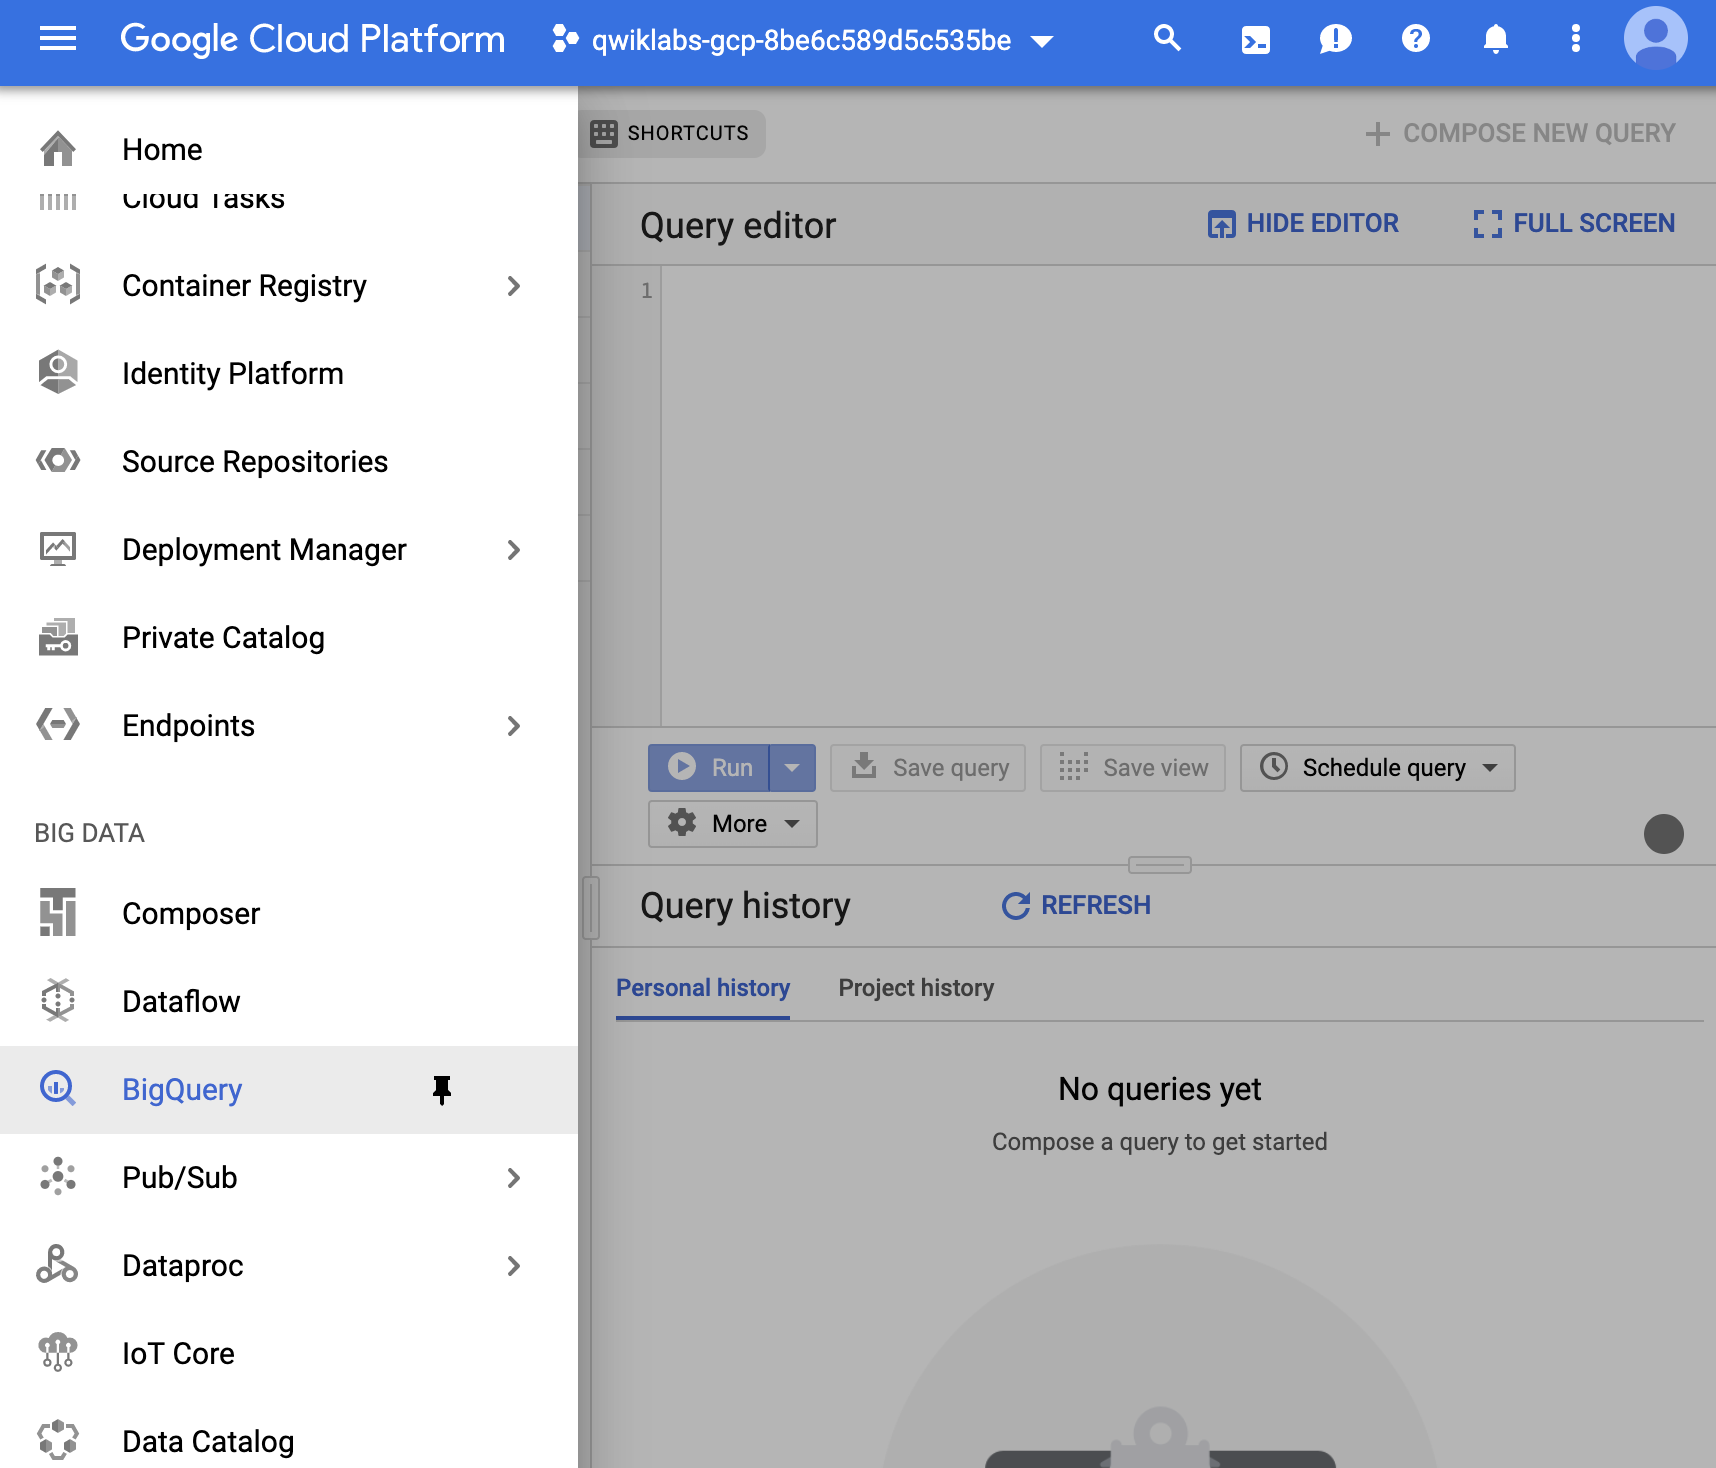 Google Cloud Platform
qwiklabs-gcp-8be6c589d5c535be
Home
Cloud Tasks
Container Registry
Identity Platform
Source Repositories
Deployment Manager
Private Catalog
Endpoints
BIG DATA
Composer
Dataflow
BigQuery
Pub/Sub
Dataproc
IoT Core
Data Catalog
SHORTCUTS
COMPOSE NEW QUERY
Query editor
HIDE EDITOR
FULL SCREEN
1
Run
Save query
Save view
Schedule query
More
Query history
REFRESH
Personal history
Project history
No queries yet
Compose a query to get started